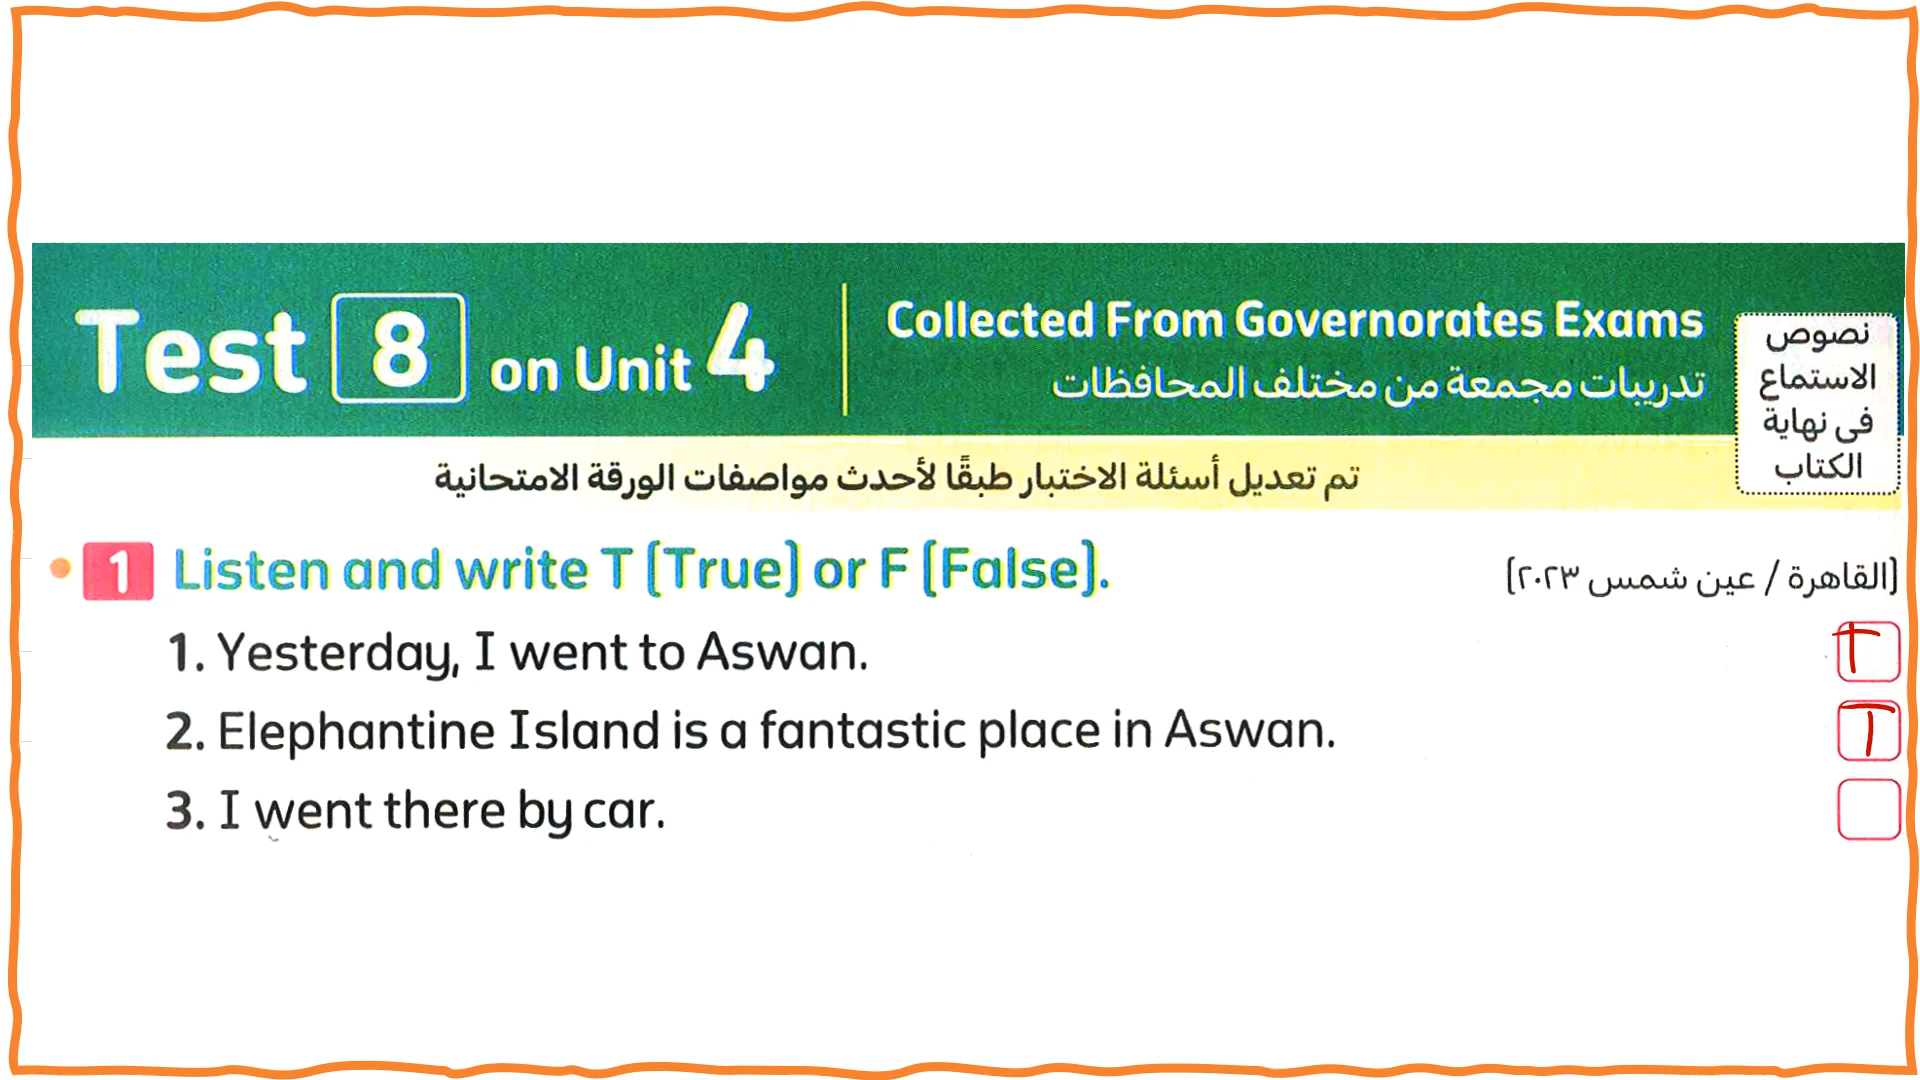 Test 8 on Unit 4
Collected From Governorates Exams
تدريبات مجمعة من مختلف المحافظات
نصوص
الاستماع
فى نهاية
الكتاب
تم تعديل أسئلة الاختبار طبقًا لأحدث مواصفات الورقة الامتحانية
1 Listen and write T (True) or F (False).
(القاهرة / عين شمس ٢٠٢٣)
1. Yesterday, I went to Aswan. T
2. Elephantine Island is a fantastic place in Aswan. T
3. I went there by car.